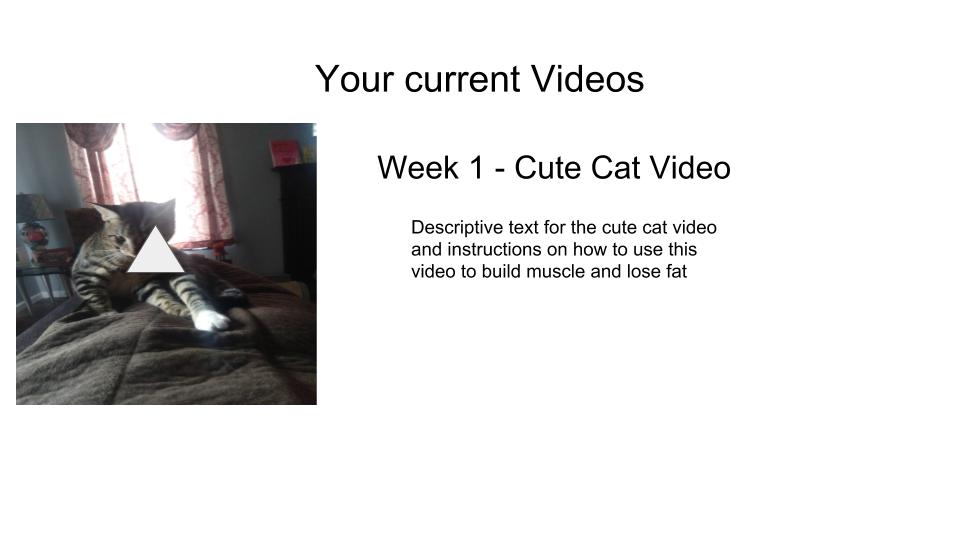 Your current Videos
Week 1 - Cute Cat Video
Descriptive text for the cute cat video
and instructions on how to use this
video to build muscle and lose fat